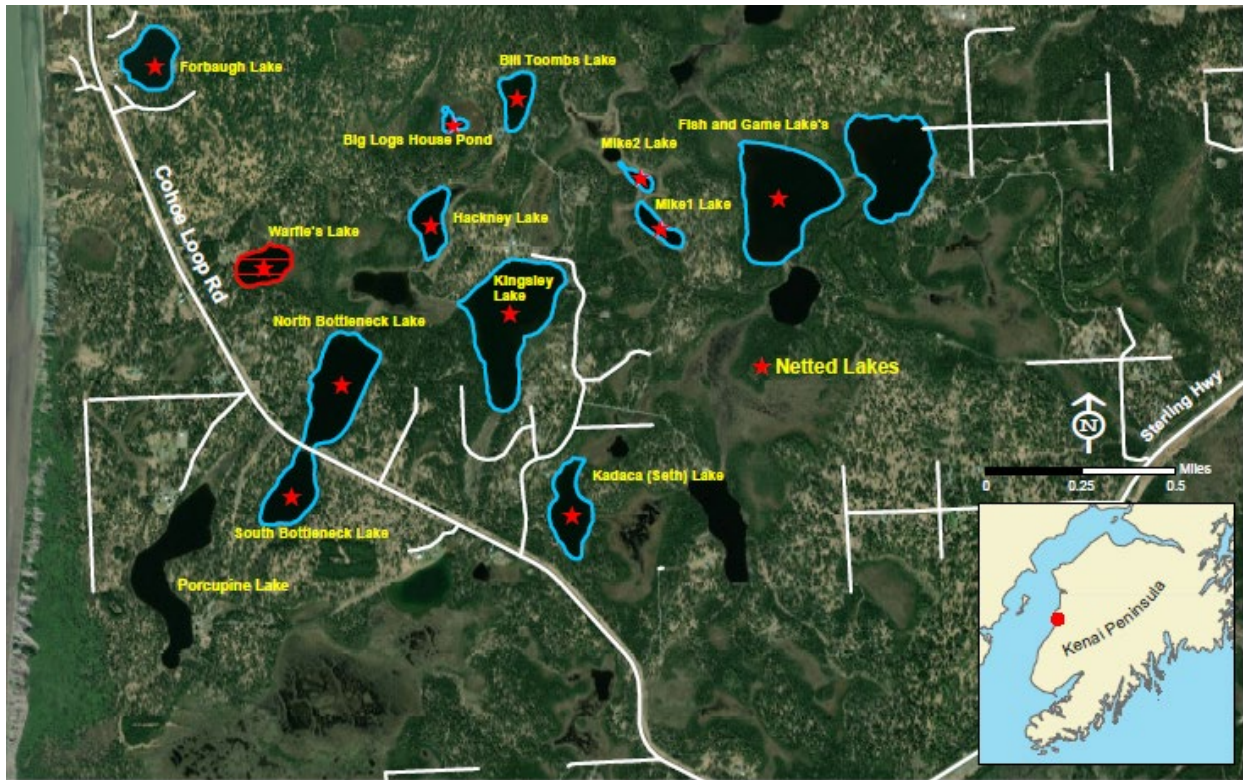 Forbaugh Lake
Bill Toombs Lake
Big Logs House Pond
Fish and Game Lake's
Mike2 Lake
Mike1 Lake
Cohoe Loop Rd
Hackney Lake
Warfle's Lake
Kingsley
Lake
North Bottleneck Lake
Netted Lakes
N
Sterling Hwy
Kadaca (Seth) Lake
Miles
0
0.25
0.5
South Bottleneck Lake
Porcupine Lake
Kenai Peninsula